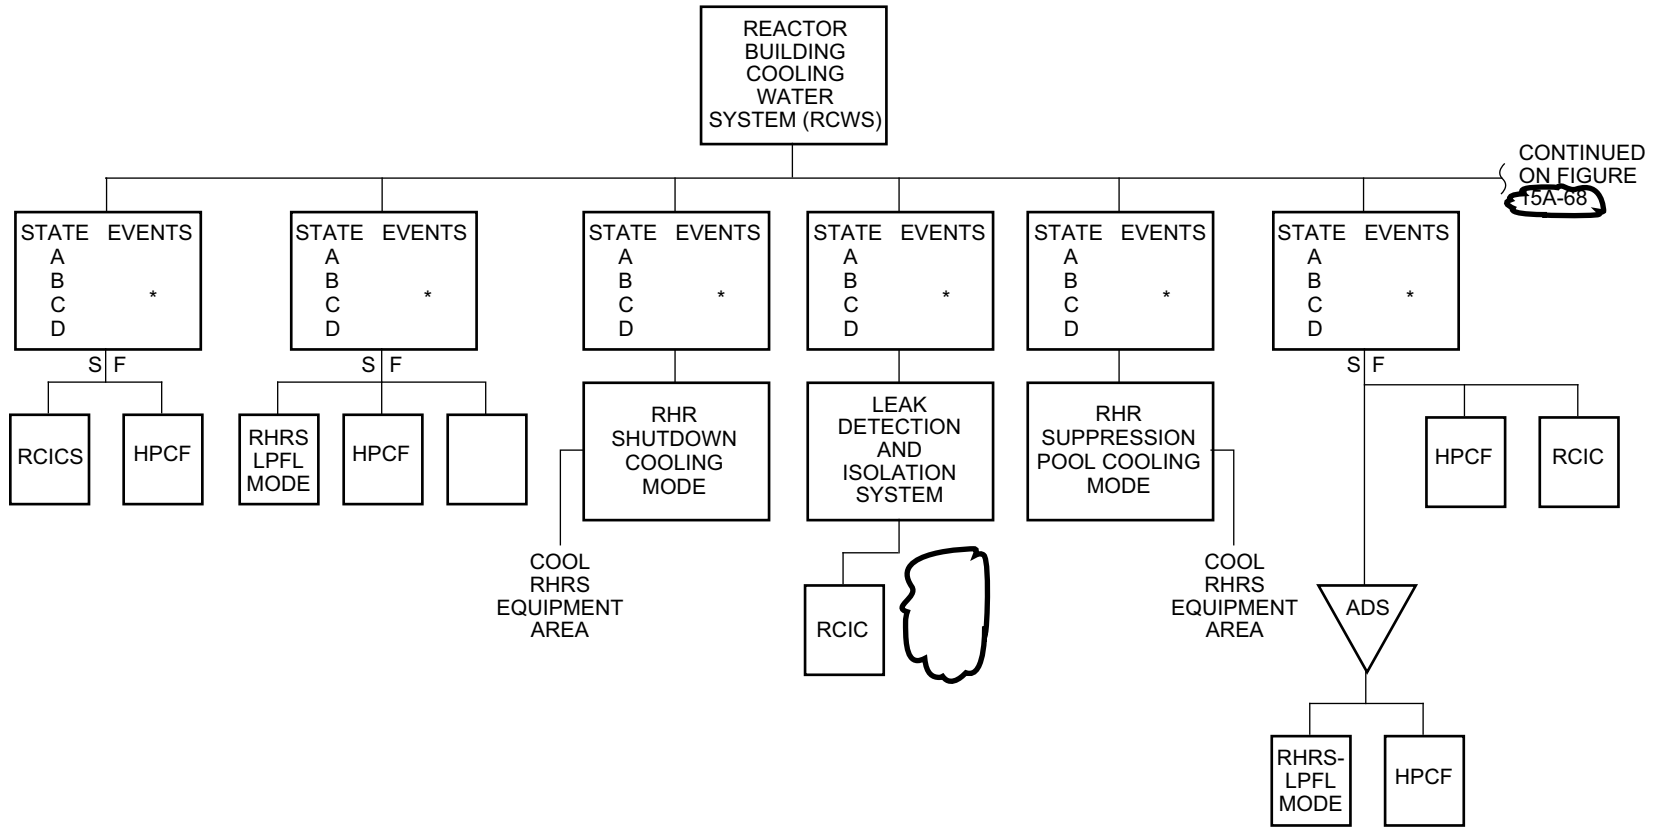 REACTOR
BUILDING
COOLING
WATER
SYSTEM (RCWS)
CONTINUED
ON FIGURE
15A-68
STATE EVENTS
A
B
C *
D
S F
RCICS
HPCF
STATE EVENTS
A
B
C *
D
S F
RHRS
LPFL
MODE
HPCF
STATE EVENTS
A
B
C *
D
RHR
SHUTDOWN
COOLING
MODE
COOL
RHRS
EQUIPMENT
AREA
STATE EVENTS
A
B
C *
D
LEAK
DETECTION
AND
ISOLATION
SYSTEM
RCIC
STATE EVENTS
A
B
C *
D
RHR
SUPPRESSION
POOL COOLING
MODE
COOL
RHRS
EQUIPMENT
AREA
STATE EVENTS
A
B
C *
D
S F
HPCF
RCIC
ADS
RHRS-
LPFL
MODE
HPCF